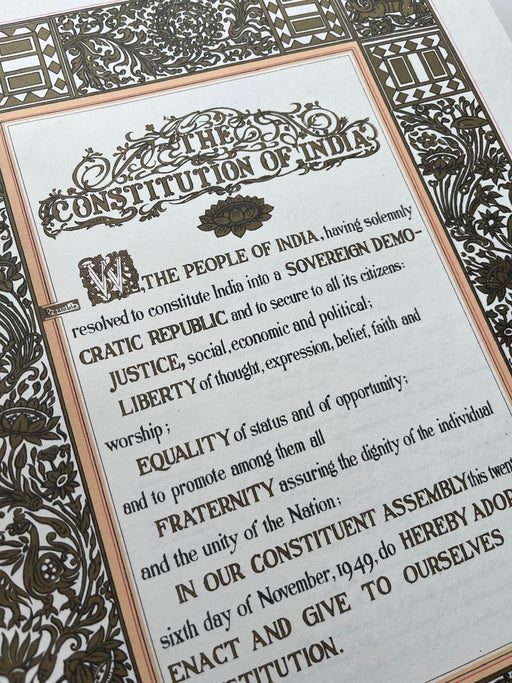 THE
CONSTITUTION OF INDIA
WE, THE PEOPLE OF INDIA, having solemnly
resolved to constitute India into a SOVEREIGN DEMO-
CRATIC REPUBLIC and to secure to all its citizens:
JUSTICE, social, economic and political;
LIBERTY of thought, expression, belief, faith and
worship;
EQUALITY of status and of opportunity;
and to promote among them all
FRATERNITY assuring the dignity of the individual
and the unity of the Nation;
IN OUR CONSTITUENT ASSEMBLY this twent
sixth day of November, 1949, do HEREBY ADOP
ENACT AND GIVE TO OURSELVES
STITUTION.